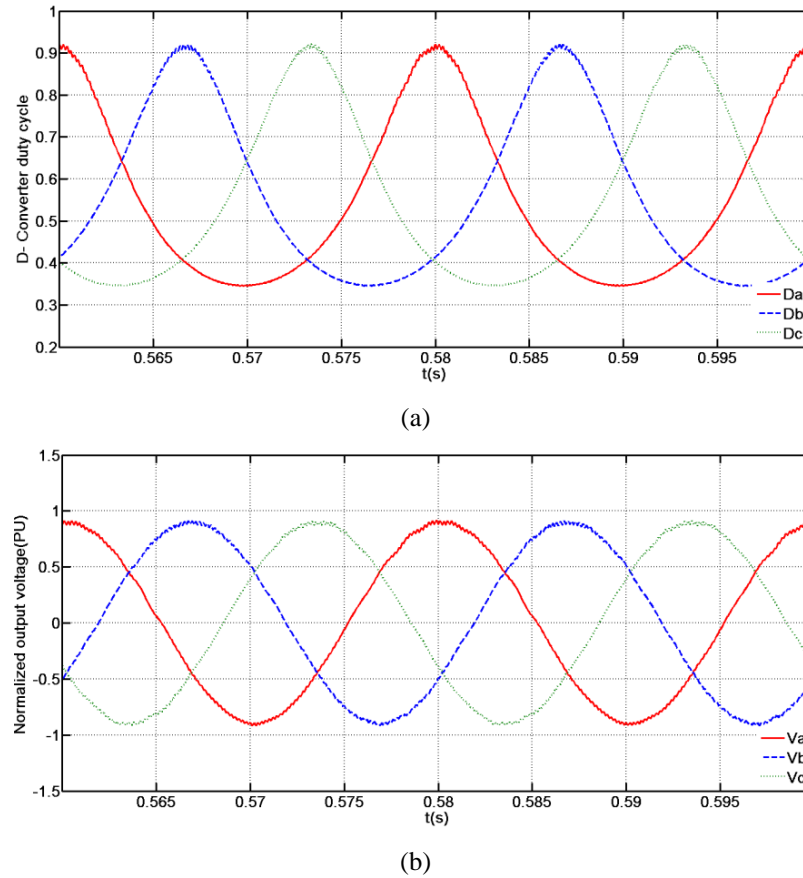 1
0.9
0.8
0.7
0.6
0.5
0.4
0.3
0.2
D- Converter duty cycle
Da
Db
Dc
0.565 0.57 0.575 0.58 0.585 0.59 0.595
t(s)
(a)
1.5
1
0.5
0
-0.5
-1
-1.5
Normalized output voltage(PU)
Va
Vb
Vc
0.565 0.57 0.575 0.58 0.585 0.59 0.595
t(s)
(b)